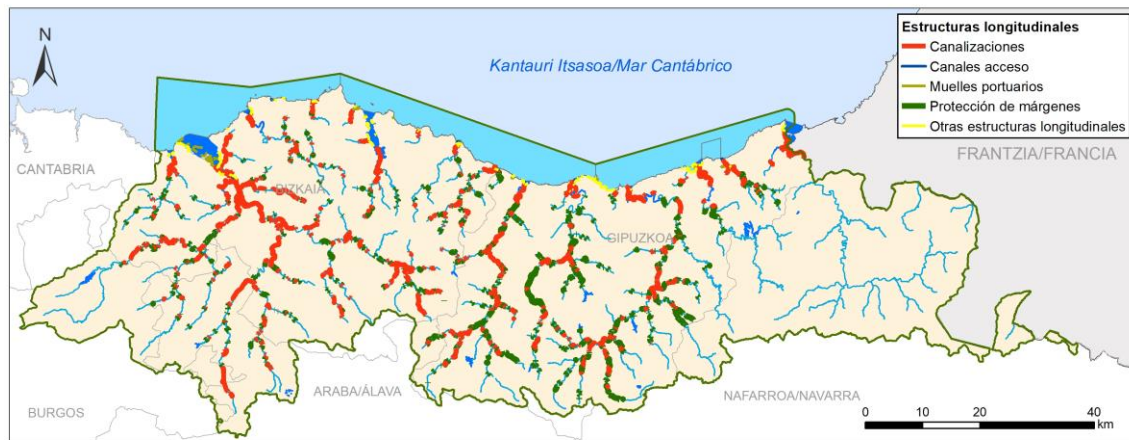 N
Kantauri Itsasoa/Mar Cantábrico
Estructuras longitudinales
Canalizaciones
Canales acceso
Muelles portuarios
Protección de márgenes
Otras estructuras longitudinales
CANTABRIA
FRANTZIA/FRANCIA
BIZKAIA
GIPUZKOA
ARABA/ÁLAVA
NAFARROA/NAVARRA
BURGOS
0 10 20 40
km